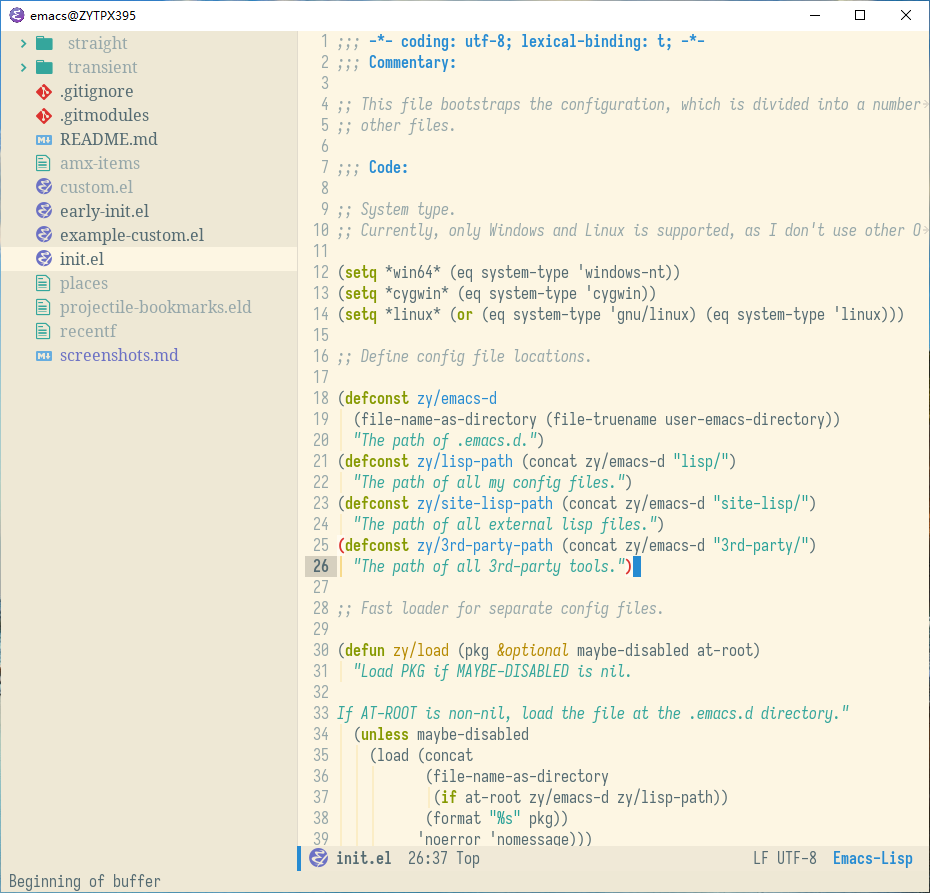 emacs@ZYTPX395
straight
transient
.gitignore
.gitmodules
README.md
amx-items
custom.el
early-init.el
example-custom.el
init.el
places
projectile-bookmarks.eld
recentf
screenshots.md
1 ;;; -*- coding: utf-8; lexical-binding: t; -*-
2 ;;; Commentary:
3
4 ;; This file bootstraps the configuration, which is divided into a number
5 ;; other files.
6
7 ;;; Code:
8
9 ;; System type.
10 ;; Currently, only Windows and Linux is supported, as I don't use other O
11
12 (setq *win64* (eq system-type 'windows-nt))
13 (setq *cygwin* (eq system-type 'cygwin))
14 (setq *linux* (or (eq system-type 'gnu/linux) (eq system-type 'linux)))
15
16 ;; Define config file locations.
17
18 (defconst zy/emacs-d
19   (file-name-as-directory (file-truename user-emacs-directory))
20   "The path of .emacs.d.")
21 (defconst zy/lisp-path (concat zy/emacs-d "lisp/")
22   "The path of all my config files.")
23 (defconst zy/site-lisp-path (concat zy/emacs-d "site-lisp/")
24   "The path of all external lisp files.")
25 (defconst zy/3rd-party-path (concat zy/emacs-d "3rd-party/")
26   "The path of all 3rd-party tools.")
27
28 ;; Fast loader for separate config files.
29
30 (defun zy/load (pkg &optional maybe-disabled at-root)
31   "Load PKG if MAYBE-DISABLED is nil.
32
33 If AT-ROOT is non-nil, load the file at the .emacs.d directory."
34   (unless maybe-disabled
35     (load (concat
36            (file-name-as-directory
37             (if at-root zy/emacs-d zy/lisp-path))
38            (format "%s" pkg))
39           'noerror 'nomessage)))
init.el  26:37 Top  LF UTF-8  Emacs-Lisp
Beginning of buffer